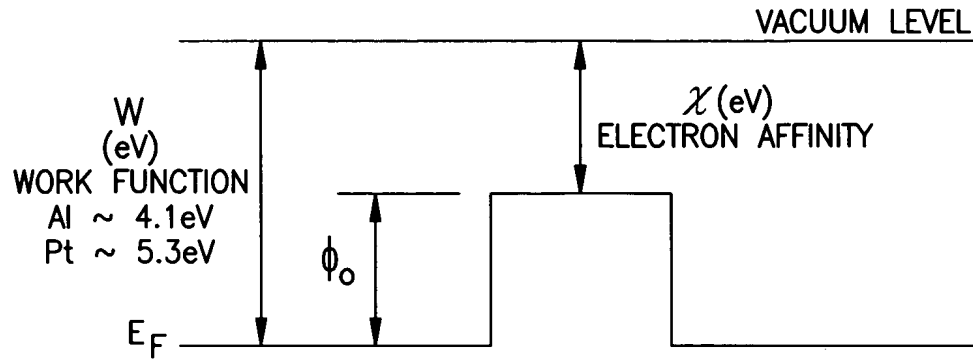 VACUUM LEVEL
W
(eV)
WORK FUNCTION
Al ~ 4.1eV
Pt ~ 5.3eV
χ(eV)
ELECTRON AFFINITY
ϕo
EF